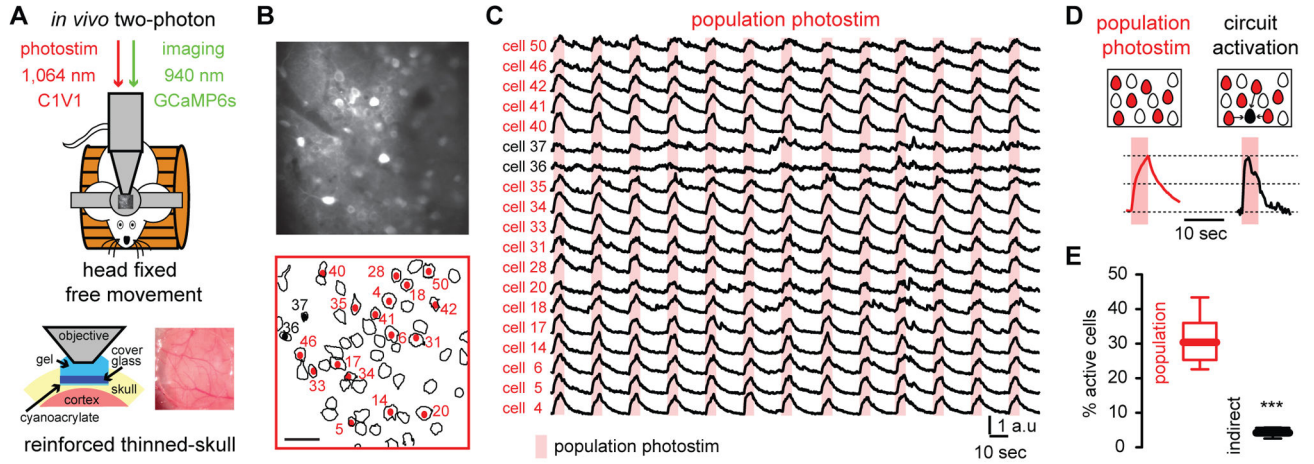 A
in vivo two-photon
photostim
1,064 nm
C1V1
imaging
940 nm
GCaMP6s
head fixed
free movement
objective
gel
cover
glass
skull
cortex
cyanoacrylate
reinforced thinned-skull
B
40
28
50
4
18
42
37
35
41
36
46
6
31
17
33
34
14
20
5
C
population photostim
cell 50
cell 46
cell 42
cell 41
cell 40
cell 37
cell 36
cell 35
cell 34
cell 33
cell 31
cell 28
cell 20
cell 18
cell 17
cell 14
cell 6
cell 5
cell 4
1 a.u
10 sec
population photostim
D
population
photostim
circuit
activation
10 sec
E
% active cells
50
40
30
20
10
0
population
indirect
***